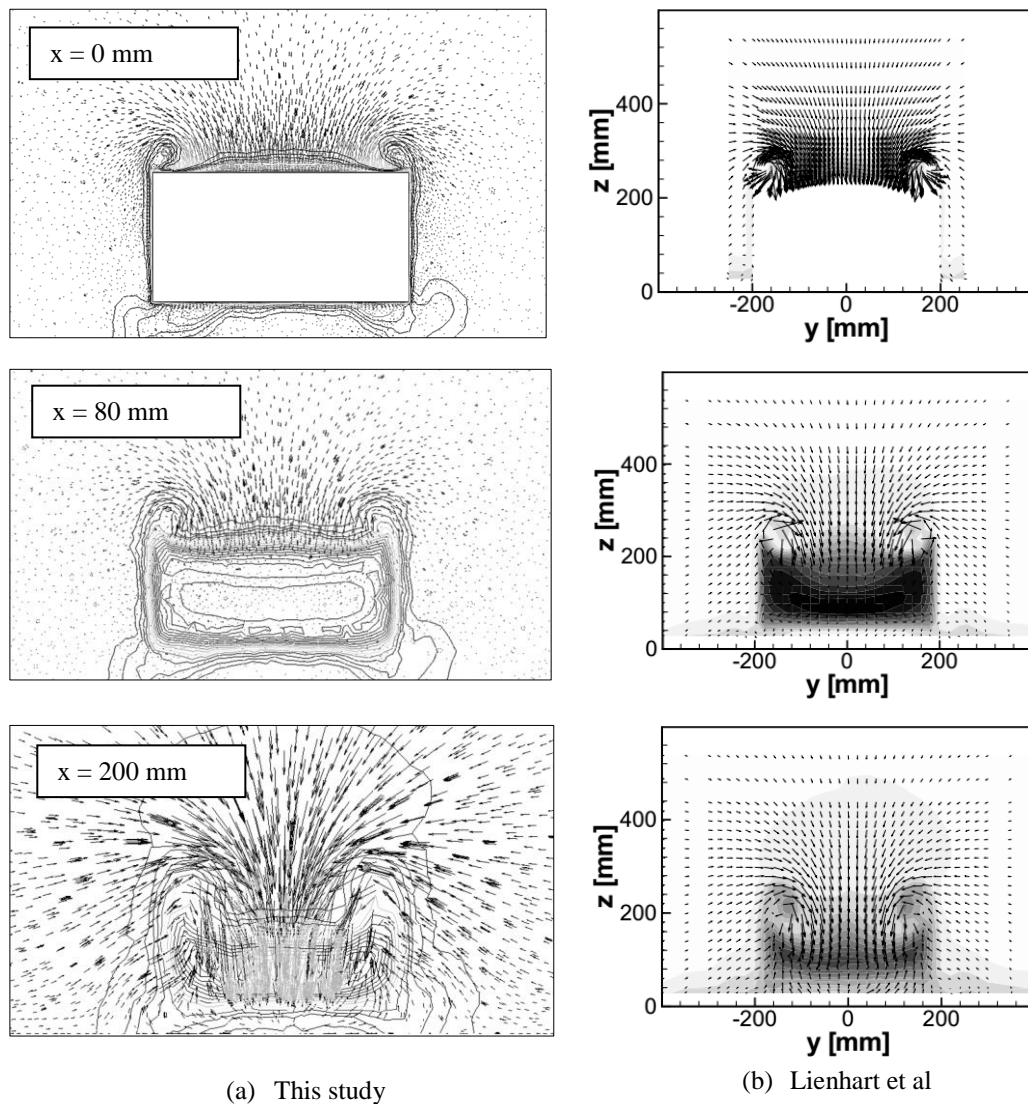 x = 0 mm
z [mm]
400
200
0
-200 0 200
y [mm]
x = 80 mm
z [mm]
400
200
0
-200 0 200
y [mm]
x = 200 mm
z [mm]
400
200
0
-200 0 200
y [mm]
(a) This study
(b) Lienhart et al